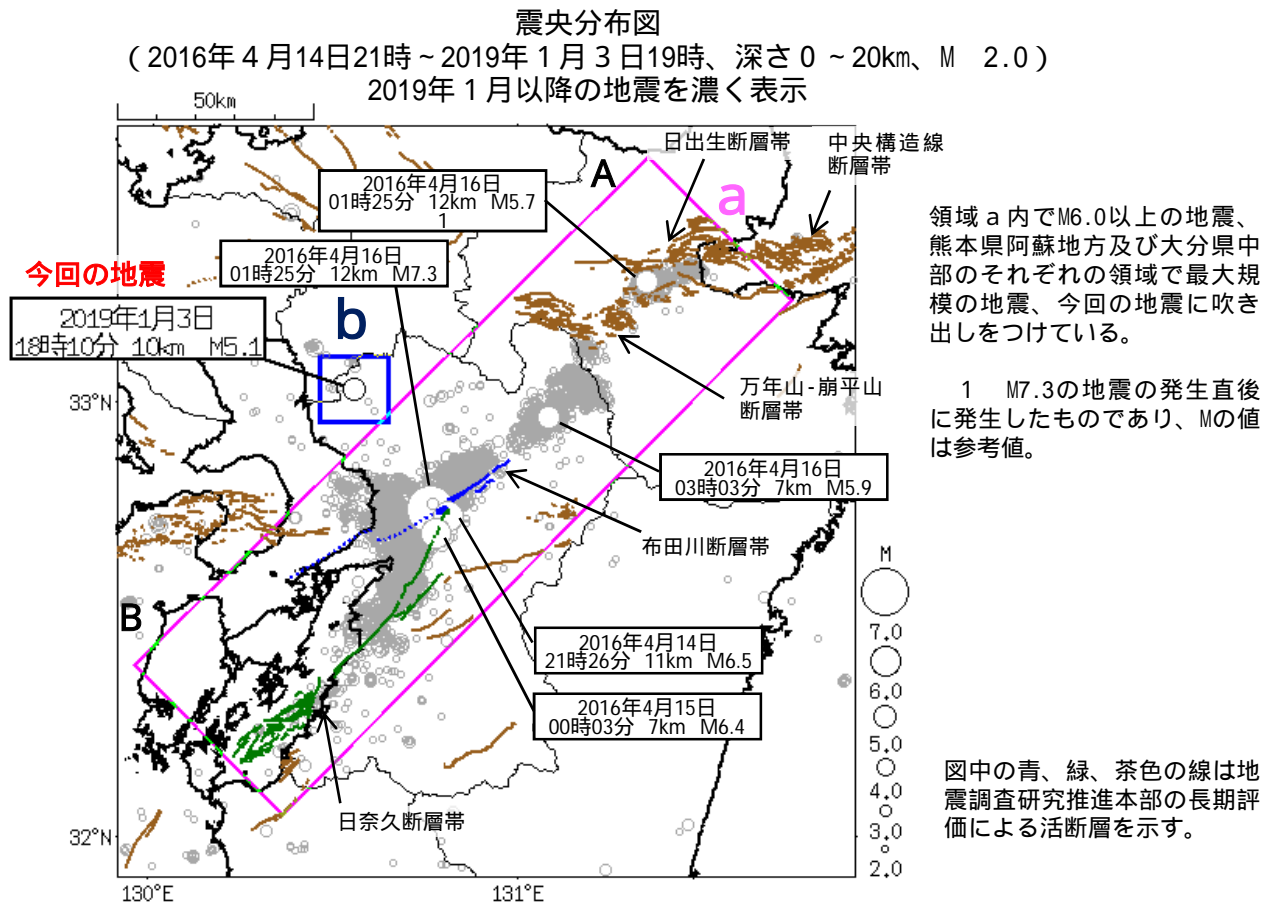 震央分布図
（2016年４月14日21時～2019年１月３日19時、深さ０～20km、M　2.0）
2019年１月以降の地震を濃く表示
50km
日出生断層帯
中央構造線
断層帯
A
a
2016年4月16日
01時25分 12km M5.7
1
2016年4月16日
01時25分 12km M7.3
今回の地震
2019年1月3日
18時10分 10km M5.1
b
領域ａ内でM6.0以上の地震、
熊本県阿蘇地方及び大分県中
部のそれぞれの領域で最大規
模の地震、今回の地震に吹き
出しをつけている。
1　M7.3の地震の発生直後
に発生したものであり、Mの値
は参考値。
33°N
万年山-崩平山
断層帯
2016年4月16日
03時03分 7km M5.9
布田川断層帯
B
2016年4月14日
21時26分 11km M6.5
2016年4月15日
00時03分 7km M6.4
M
7.0
6.0
5.0
4.0
3.0
2.0
日奈久断層帯
図中の青、緑、茶色の線は地
震調査研究推進本部の長期評
価による活断層を示す。
32°N
130°E
131°E